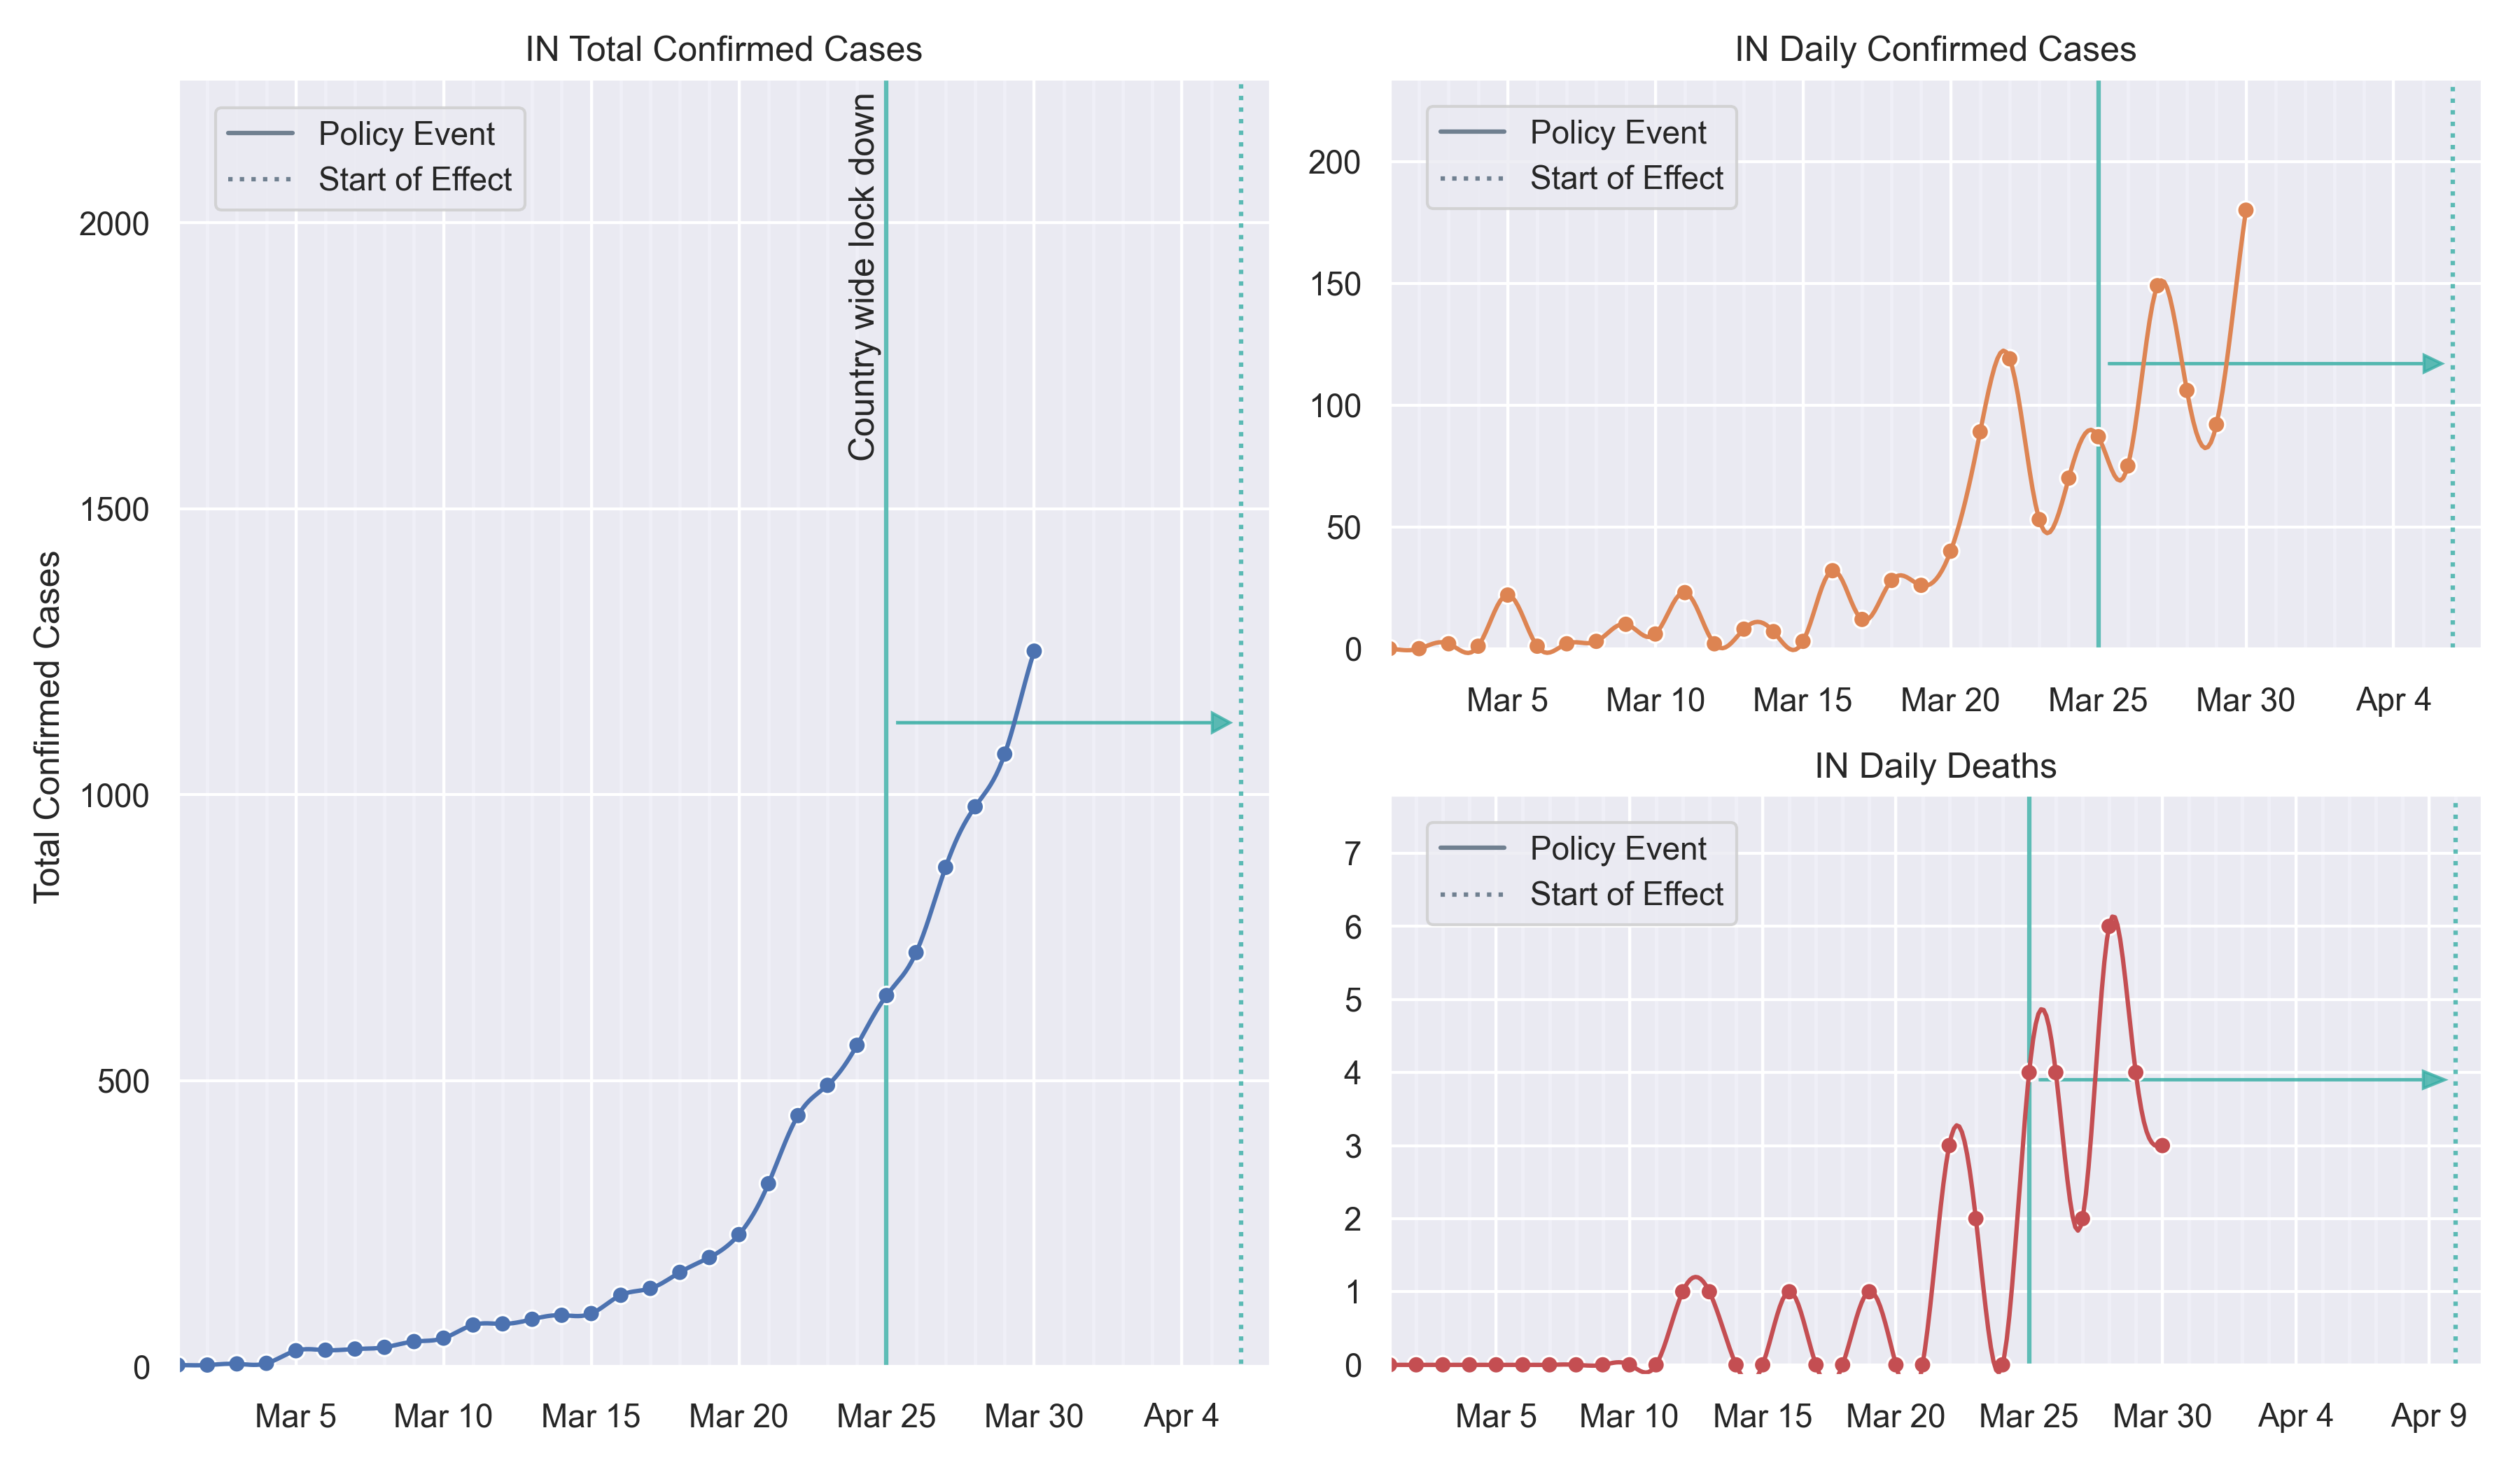 IN Total Confirmed Cases
Policy Event
Start of Effect
Country wide lock down
Total Confirmed Cases
2000
1500
1000
500
0
Mar 5 Mar 10 Mar 15 Mar 20 Mar 25 Mar 30 Apr 4
IN Daily Confirmed Cases
Policy Event
Start of Effect
200
150
100
50
0
Mar 5 Mar 10 Mar 15 Mar 20 Mar 25 Mar 30 Apr 4
IN Daily Deaths
Policy Event
Start of Effect
7
6
5
4
3
2
1
0
Mar 5 Mar 10 Mar 15 Mar 20 Mar 25 Mar 30 Apr 4 Apr 9